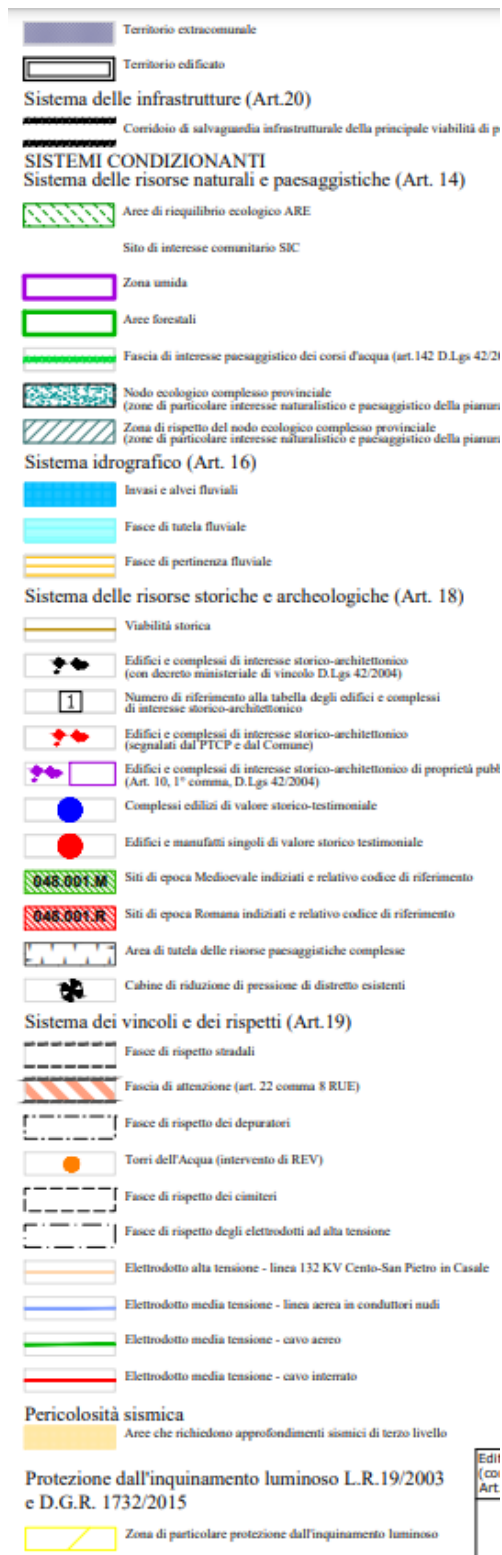 Territorio extracomunale
Territorio edificato
Sistema delle infrastrutture (Art.20)
Corridoio di salvaguardia infrastrutturale della principale viabilità di
SISTEMI CONDIZIONANTI
Sistema delle risorse naturali e paesaggistiche (Art. 14)
Aree di riequilibrio ecologico ARE
Sito di interesse comunitario SIC
Zona umida
Aree forestali
Fascia di interesse paesaggistico dei corsi d'acqua (art.142 D.Lgs
Nodo ecologico complesso provinciale
(zone di particolare interesse naturalistico e paesaggistico della
Zona di rispetto del nodo ecologico complesso provinciale
(zone di particolare interesse naturalistico e paesaggistico della
Sistema idrografico (Art. 16)
Invasi e alvei fluviali
Fasce di tutela fluviale
Fasce di pertinenza fluviale
Sistema delle risorse storiche e archeologiche (Art. 18)
Viabilità storica
Edifici e complessi di interesse storico-architettonico
(con decreto ministeriale di vincolo D.Lgs 42/2004)
1 Numero di riferimento alla tabella degli edifici e complessi
di interesse storico-architettonico
Edifici e complessi di interesse storico-architettonico
(segnalati dal PTCP e dal Comune)
Edifici e complessi di interesse storico-architettonico di proprietà
(Art. 10, 1° comma, D.Lgs 42/2004)
Complessi edilizi di valore storico-testimoniale
Edifici e manufatti singoli di valore storico testimoniale
048.001.M Siti di epoca Medioevale indiziati e relativo codice di riferimento
048.001.R Siti di epoca Romana indiziati e relativo codice di riferimento
Area di tutela delle risorse paesaggistiche complesse
Cabine di riduzione di pressione di distretto esistenti
Sistema dei vincoli e dei rispetti (Art.19)
Fasce di rispetto stradali
Fascia di attenzione (art. 22 comma 8 RUE)
Fasce di rispetto dei depuratori
Torri dell'Acqua (intervento di REV)
Fasce di rispetto dei cimiteri
Fasce di rispetto degli elettrodotti ad alta tensione
Elettrodotto alta tensione - linea 132 KV Cento-San Pietro in Casale
Elettrodotto media tensione - linea aerea in conduttori nudi
Elettrodotto media tensione - cavo aereo
Elettrodotto media tensione - cavo interrato
Pericolosità sismica
Aree che richiedono approfondimenti sismici di terzo livello
Protezione dall'inquinamento luminoso L.R.19/2003
e D.G.R. 1732/2015
Zona di particolare protezione dall'inquinamento luminoso
Art.